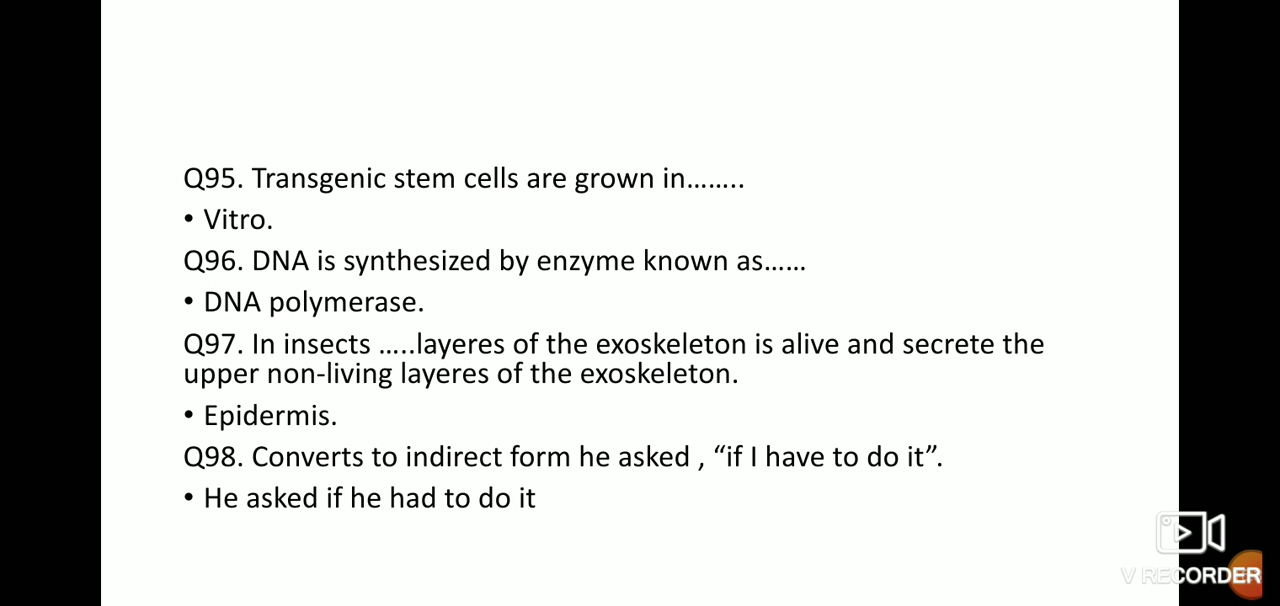 Q95. Transgenic stem cells are grown in……..
• Vitro.
Q96. DNA is synthesized by enzyme known as……
• DNA polymerase.
Q97. In insects …..layeres of the exoskeleton is alive and secrete the
upper non-living layeres of the exoskeleton.
• Epidermis.
Q98. Converts to indirect form he asked , “if I have to do it”.
• He asked if he had to do it
V RECORDER